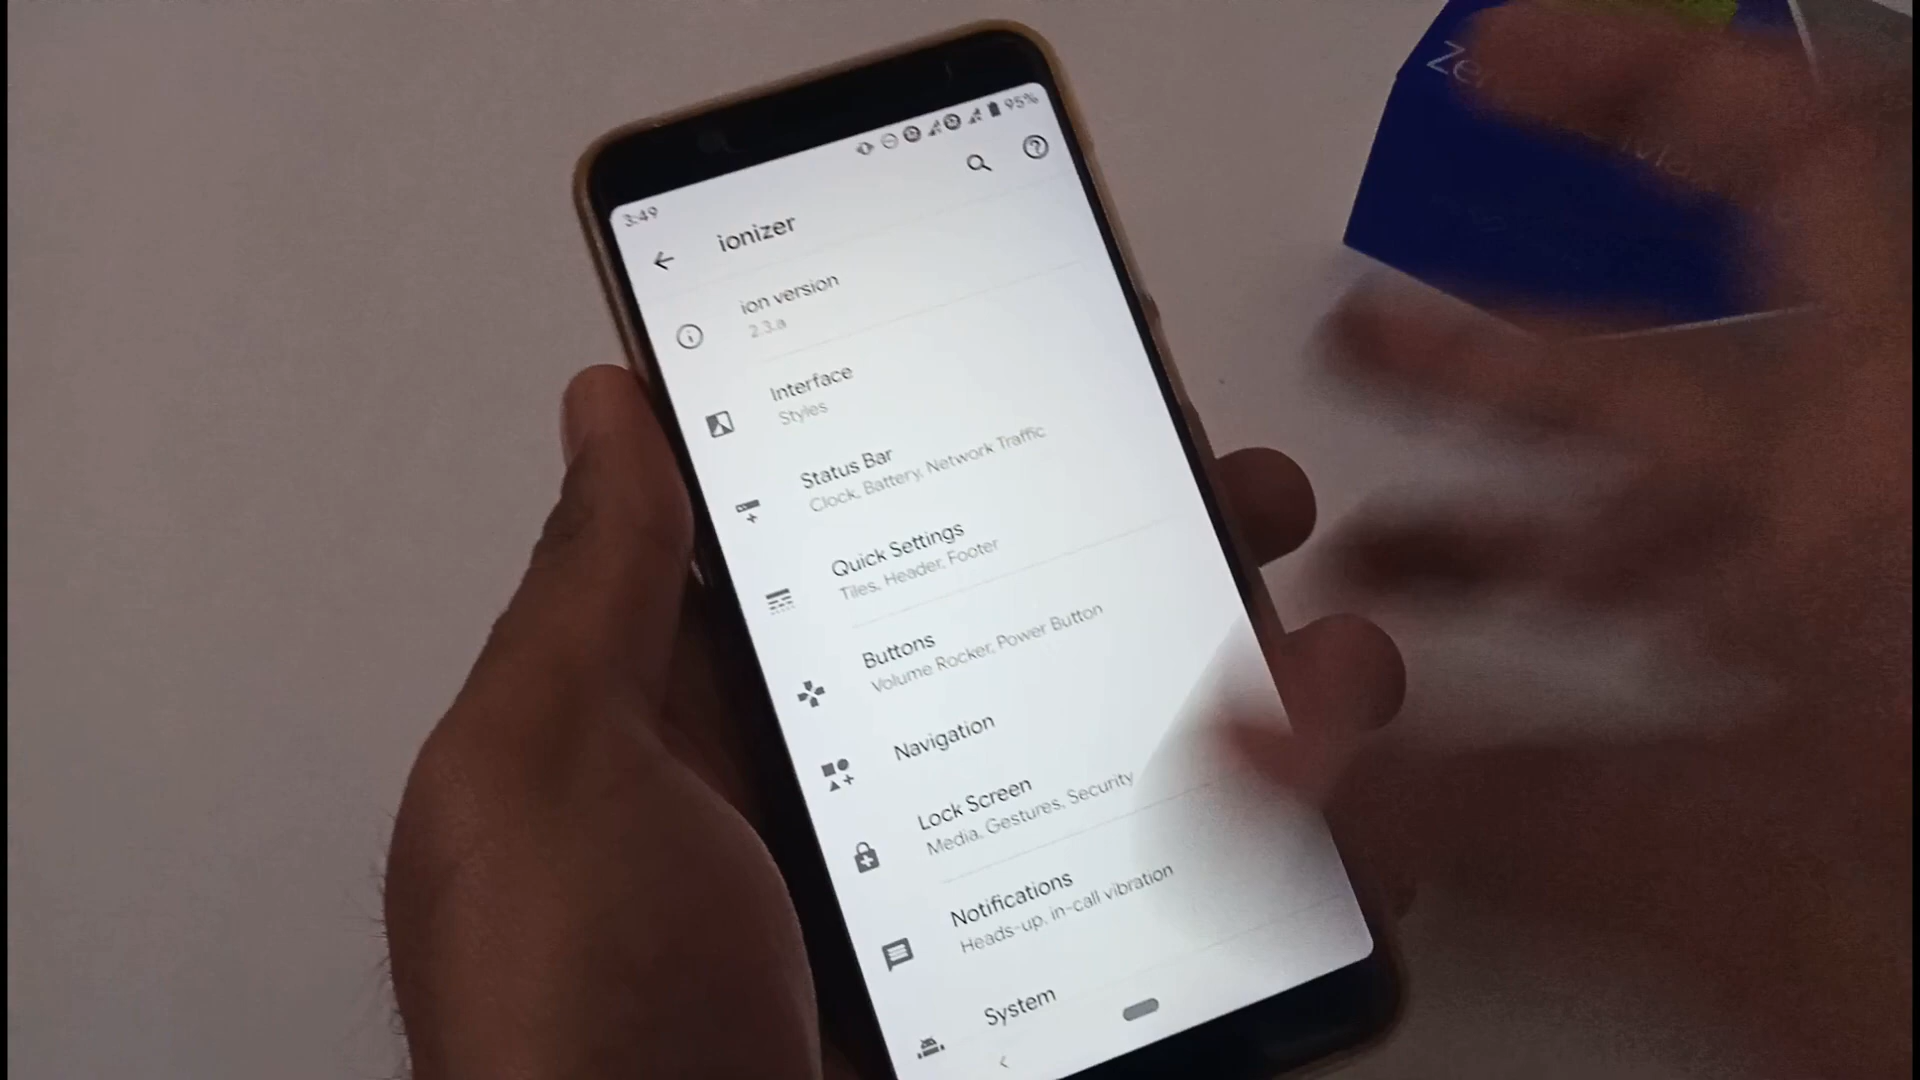 95%
3:49
ionizer
ion version
2.3.a
Interface
Styles
Status Bar
Clock, Battery, Network Traffic
Quick Settings
Tiles, Header, Footer
Buttons
Volume Rocker, Power Button
Navigation
Lock Screen
Media, Gestures, Security
Notifications
Heads-up, in-call vibration
System